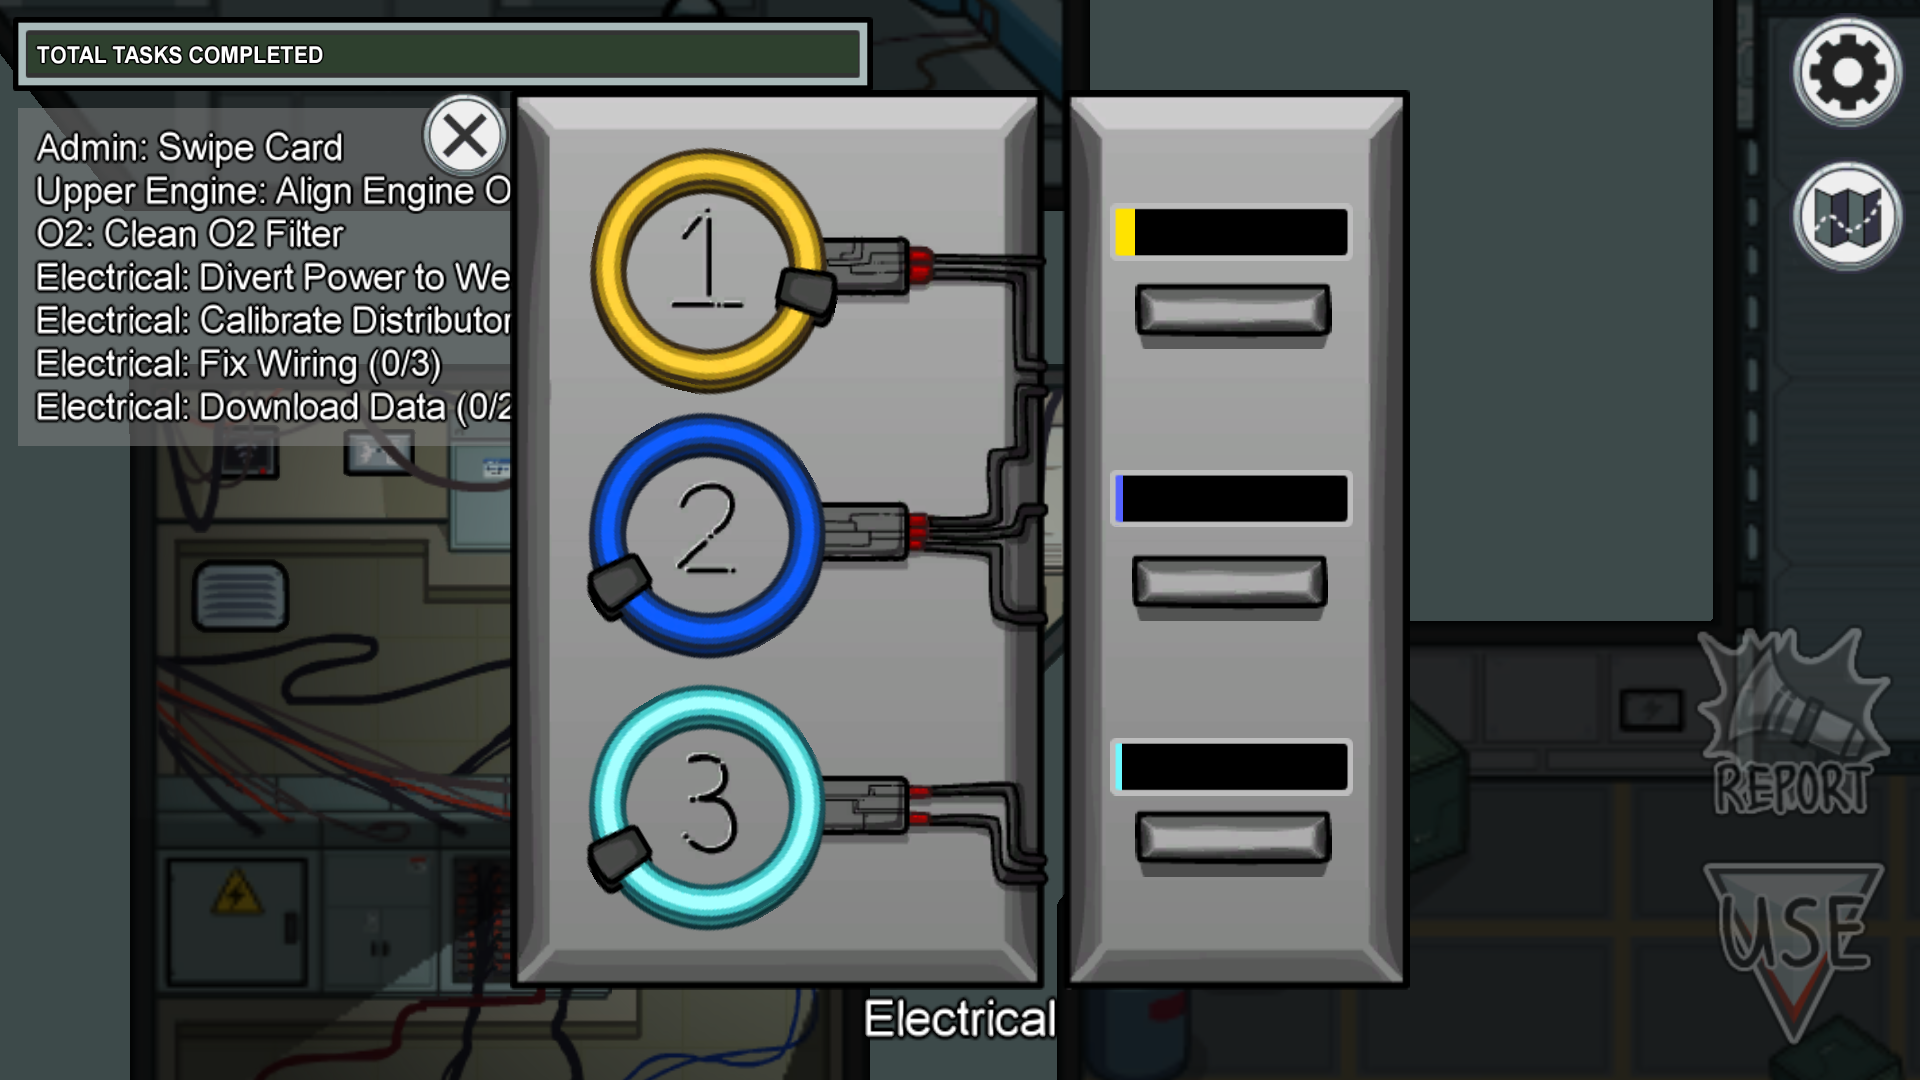 TOTAL TASKS COMPLETED
Admin: Swipe Card
Upper Engine: Align Engine O
O2: Clean O2 Filter
Electrical: Divert Power to We
Electrical: Calibrate Distributor
Electrical: Fix Wiring (0/3)
Electrical: Download Data (0/2
1
2
3
REPORT
USE
Electrical